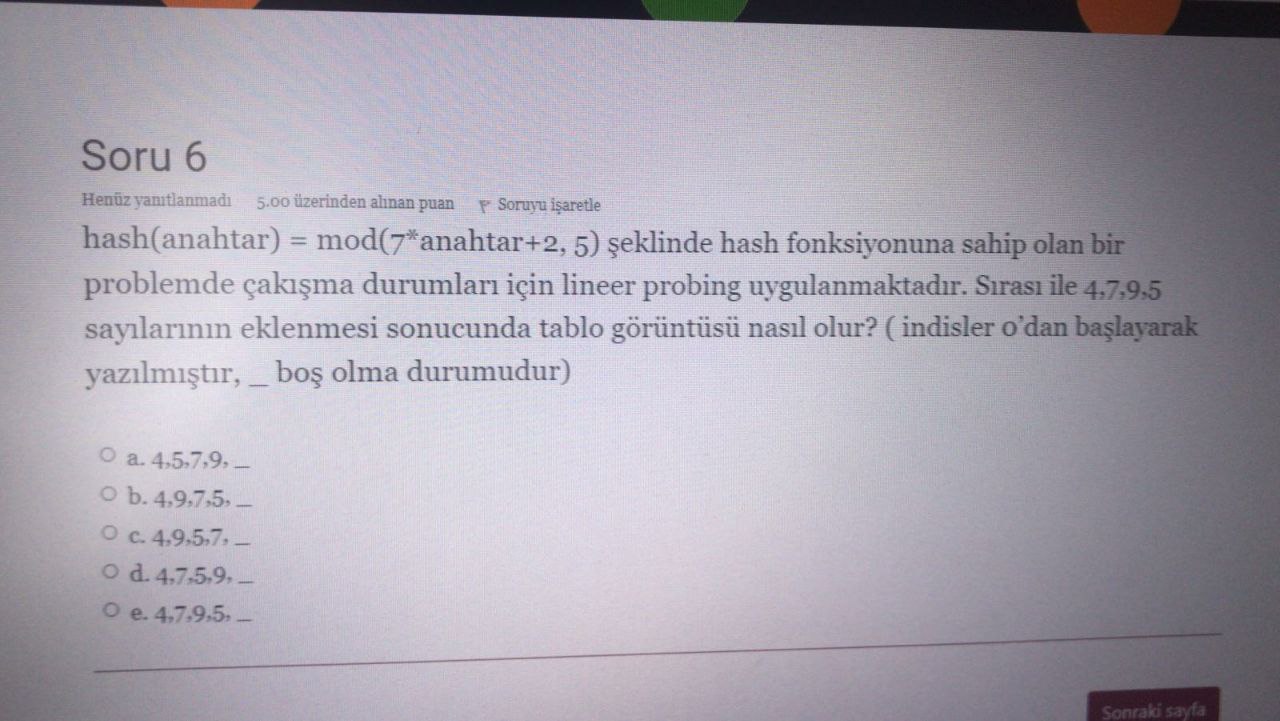 Soru 6
Henüz yanıtlanmadı 5.00 üzerinden alınan puan Soruyu işaretle
hash(anahtar) = mod(7*anahtar+2, 5) şeklinde hash fonksiyonuna sahip olan bir
problemde çakışma durumları için lineer probing uygulanmaktadır. Sırası ile 4,7,9,5
sayılarının eklenmesi sonucunda tablo görüntüsü nasıl olur? ( indisler 0'dan başlayarak
yazılmıştır, _ boş olma durumudur)
a. 4,5,7,9, _
b. 4,9,7,5, _
c. 4,9,5,7, _
d. 4,7,5,9, _
e. 4,7,9,5, _
Sonraki sayfa